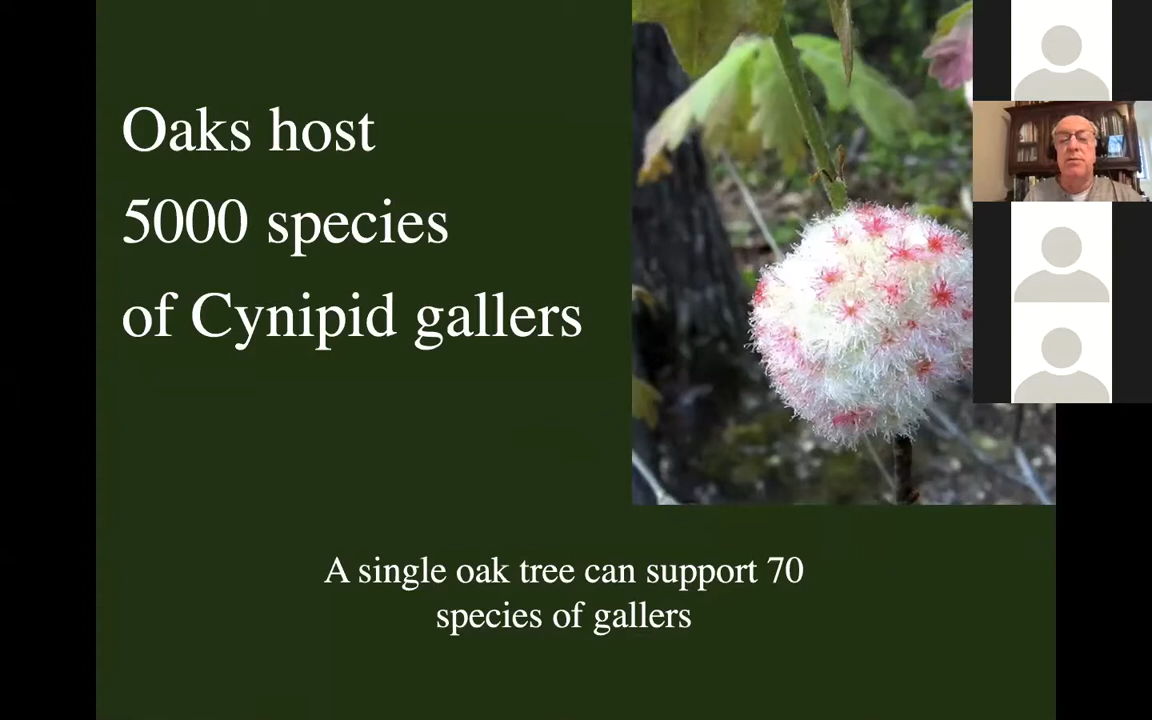 Oaks host
5000 species
of Cynipid gallers
A single oak tree can support 70
species of gallers